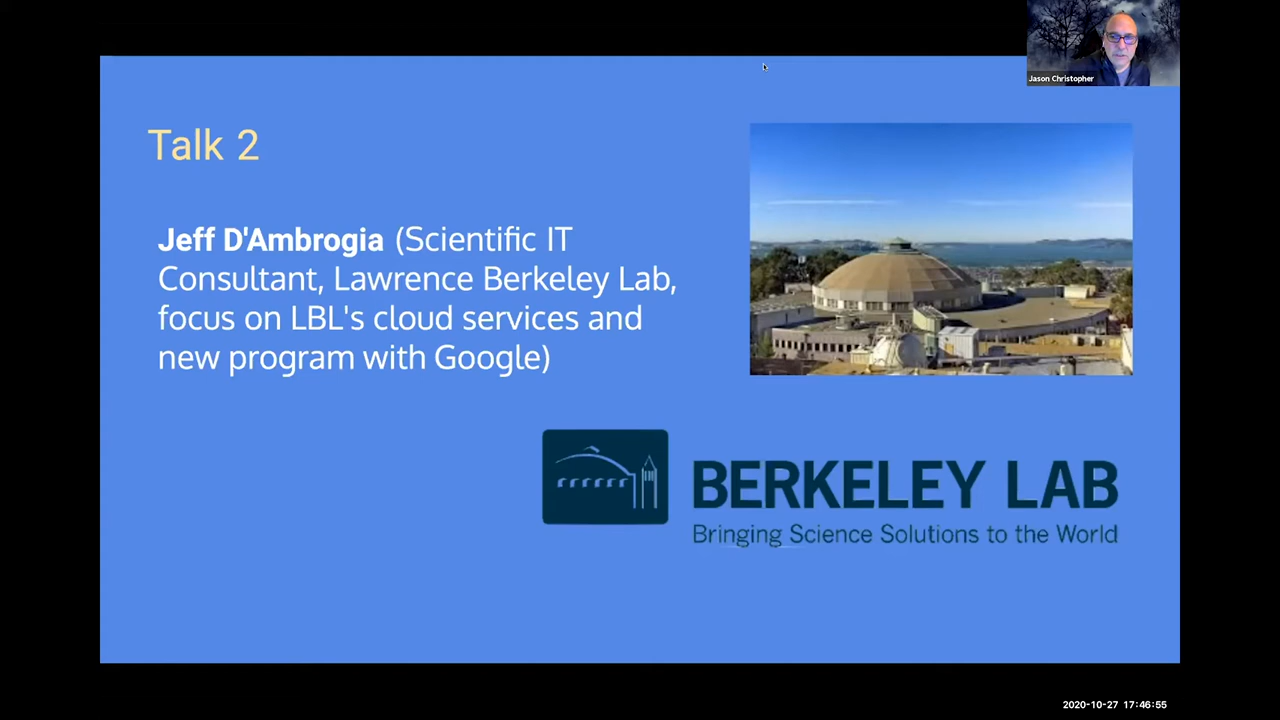 Jason Christopher
Talk 2
Jeff D'Ambrogia (Scientific IT
Consultant, Lawrence Berkeley Lab,
focus on LBL's cloud services and
new program with Google)
BERKELEY LAB
Bringing Science Solutions to the World
2020-10-27 17:46:55